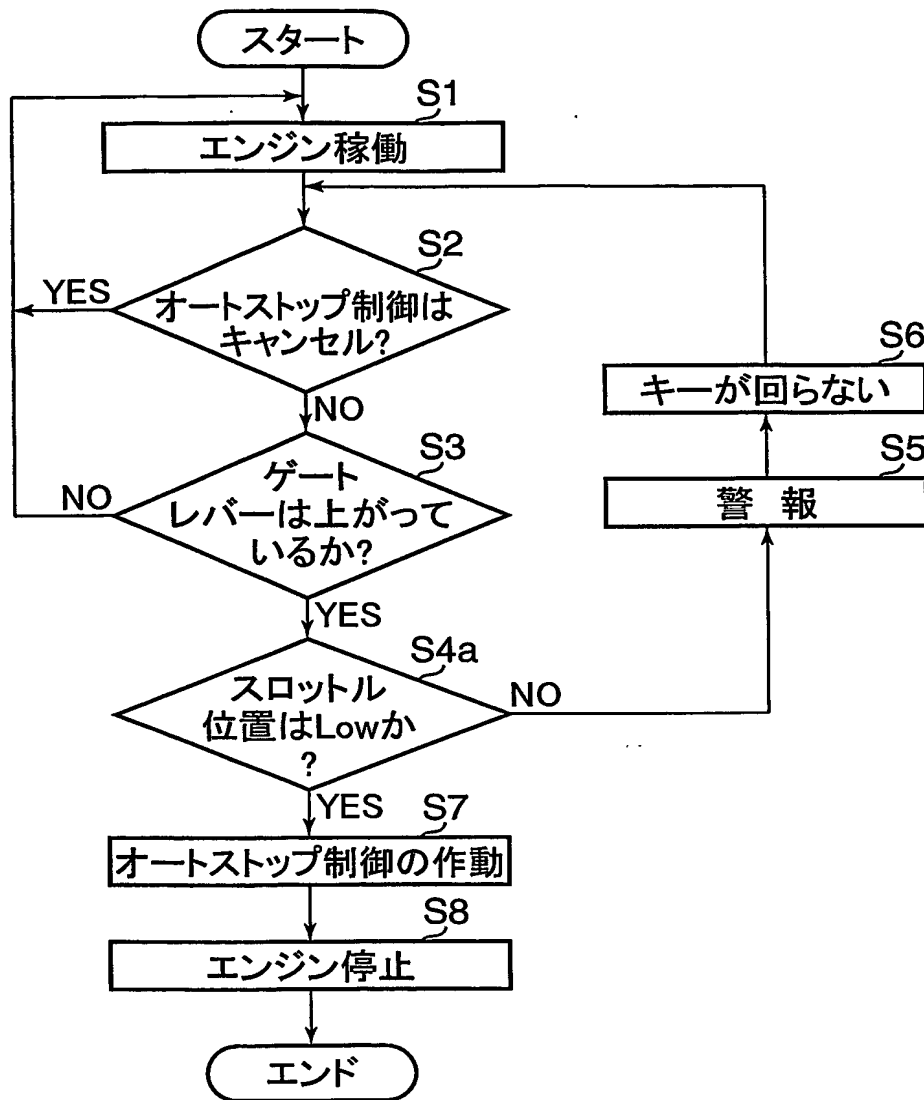 スタート
S1
エンジン稼働
S2
YES
オートストップ制御は
キャンセル?
NO
S3
NO
ゲート
レバーは上がって
いるか?
YES
S4a
スロットル
位置はLowか
?
NO
S5
警 報
S6
キーが回らない
YES
S7
オートストップ制御の作動
S8
エンジン停止
エンド